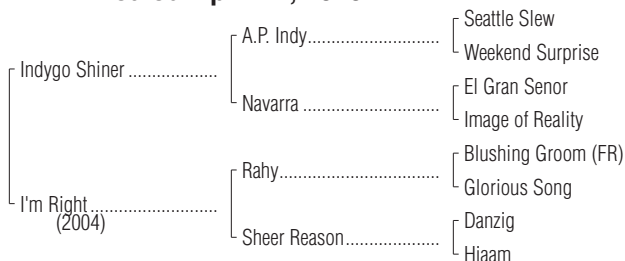 Seattle Slew
A.P. Indy
Weekend Surprise
Indygo Shiner
El Gran Senor
Navarra
Image of Reality
Blushing Groom (FR)
Rahy
Glorious Song
I'm Right
(2004)
Danzig
Sheer Reason
Hiaam